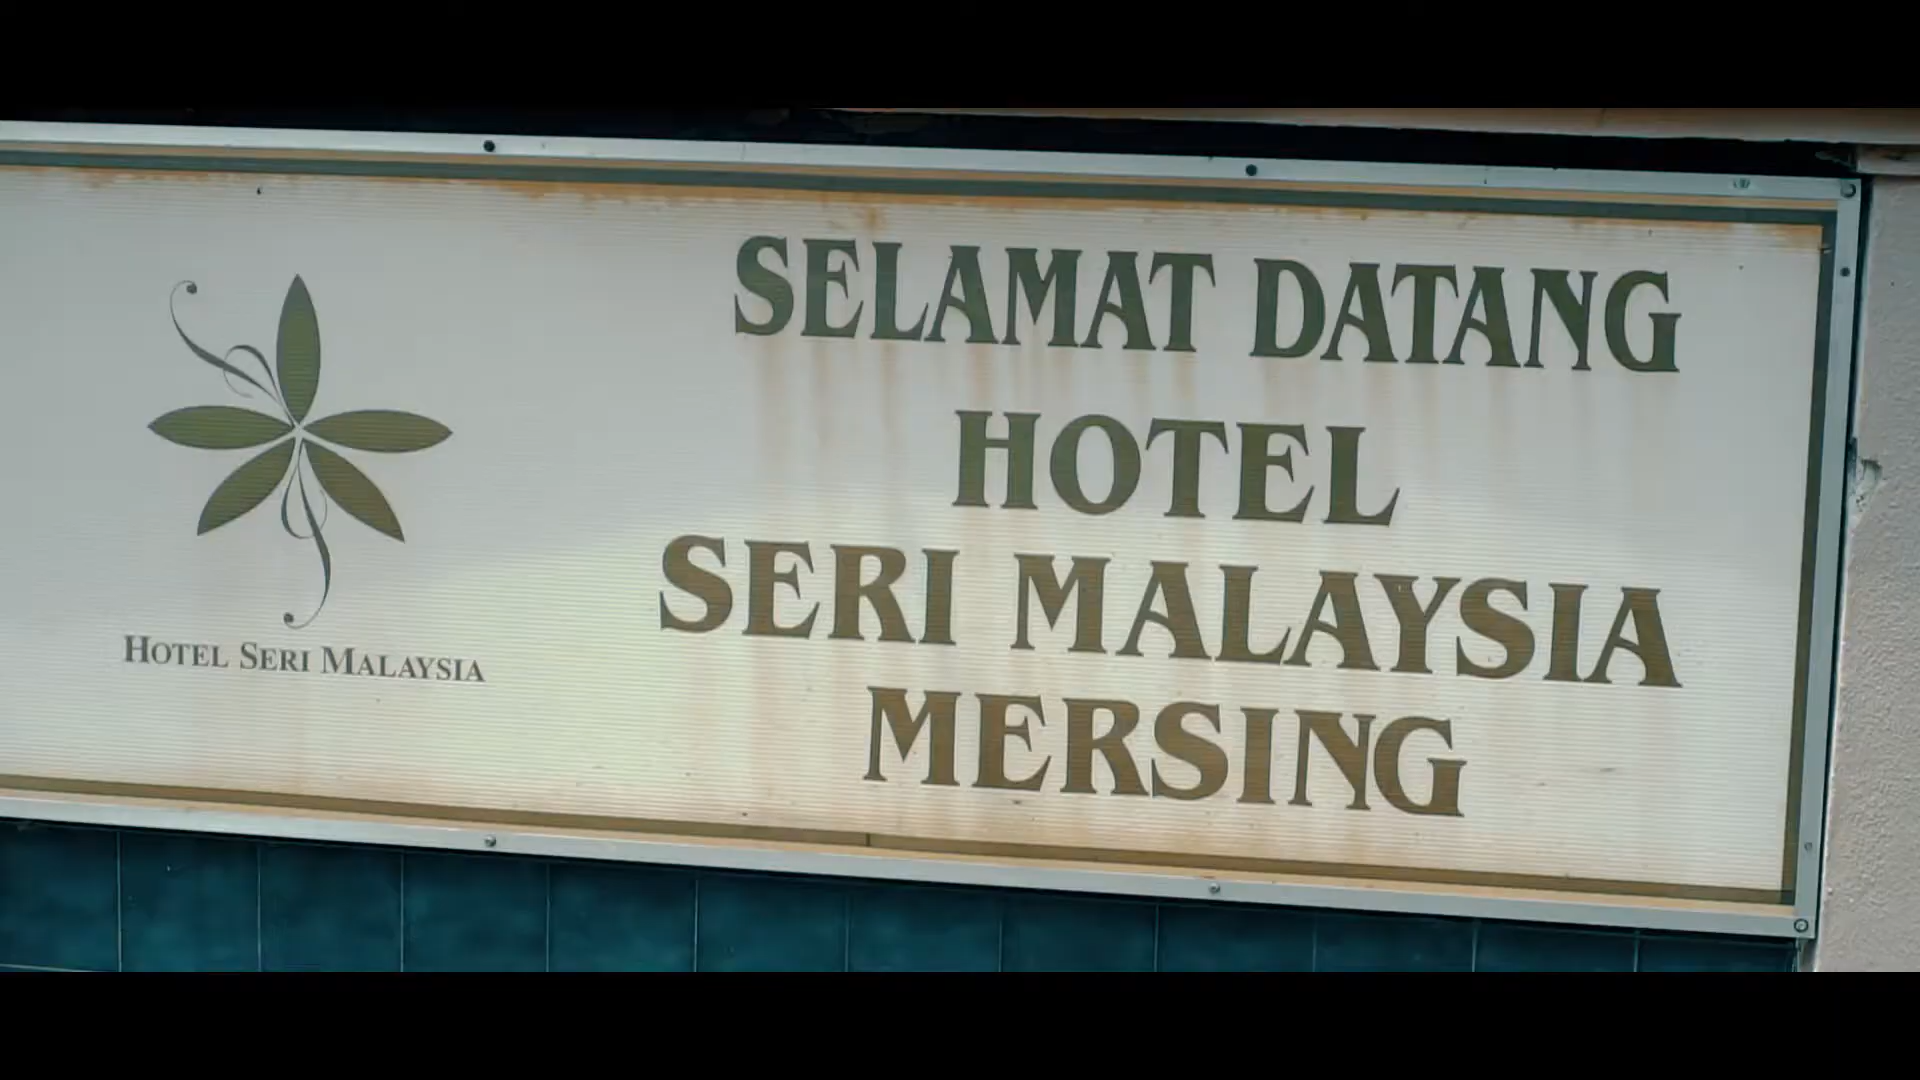 SELAMAT DATANG
HOTEL
SERI MALAYSIA
MERSING
HOTEL SERI MALAYSIA